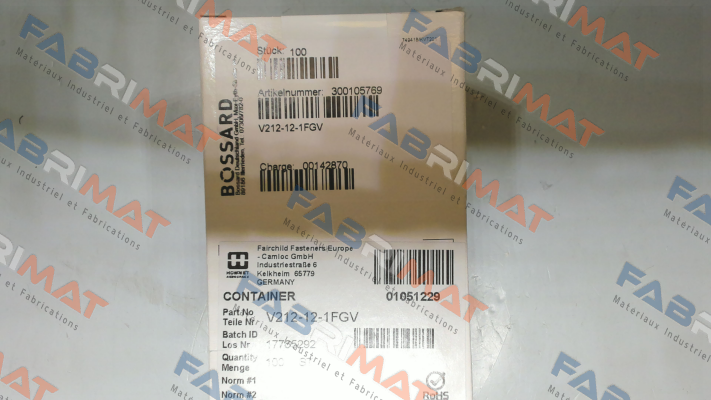 Stück: 100
Artikelnummer: 300105769
V212-12-1FGV
Charge: 00142870
BOSSARD
HOWMET
Fairchild Fasteners Europe
- Camloc GmbH
Industriestraße 6
Kelkheim 65779
GERMANY
CONTAINER 01051229
Part No
Teile Nr V212-12-1FGV
Batch ID
Los Nr
Quantity
Menge 100
Norm #1
Norm #2
RoHS
FABRIMAT
Materiaux Industriel et Fabrications